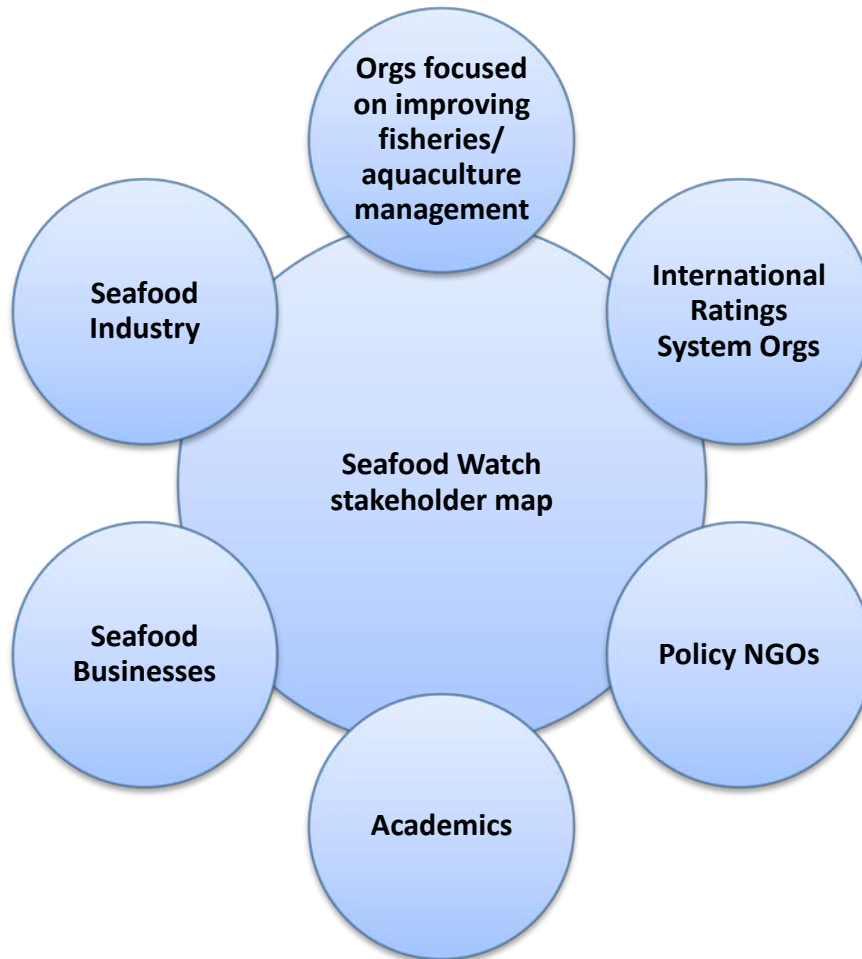 Orgs focused
on improving
fisheries/
aquaculture
management
Seafood
Industry
International
Ratings
System Orgs
Seafood Watch
stakeholder map
Seafood
Businesses
Policy NGOs
Academics